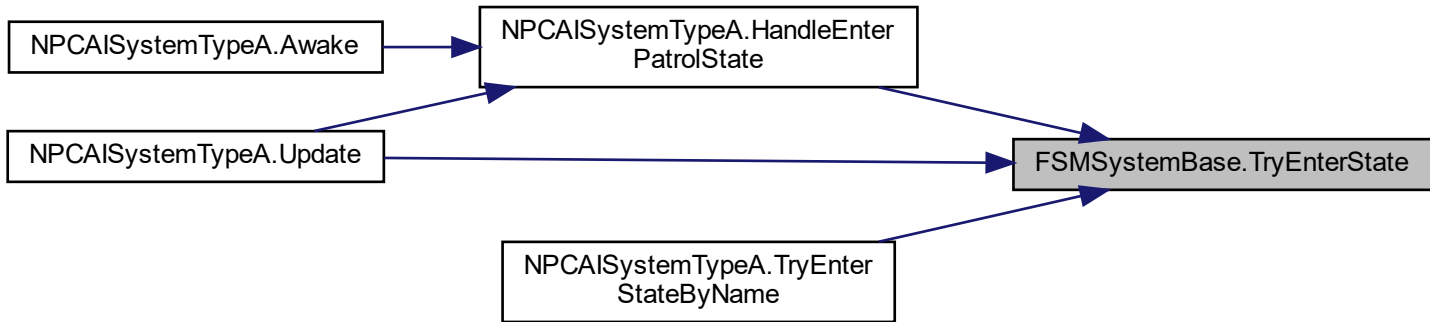 NPCAISystemTypeA.Awake
NPCAISystemTypeA.HandleEnter
PatrolState
NPCAISystemTypeA.Update
FSMSystemBase.TryEnterState
NPCAISystemTypeA.TryEnter
StateByName